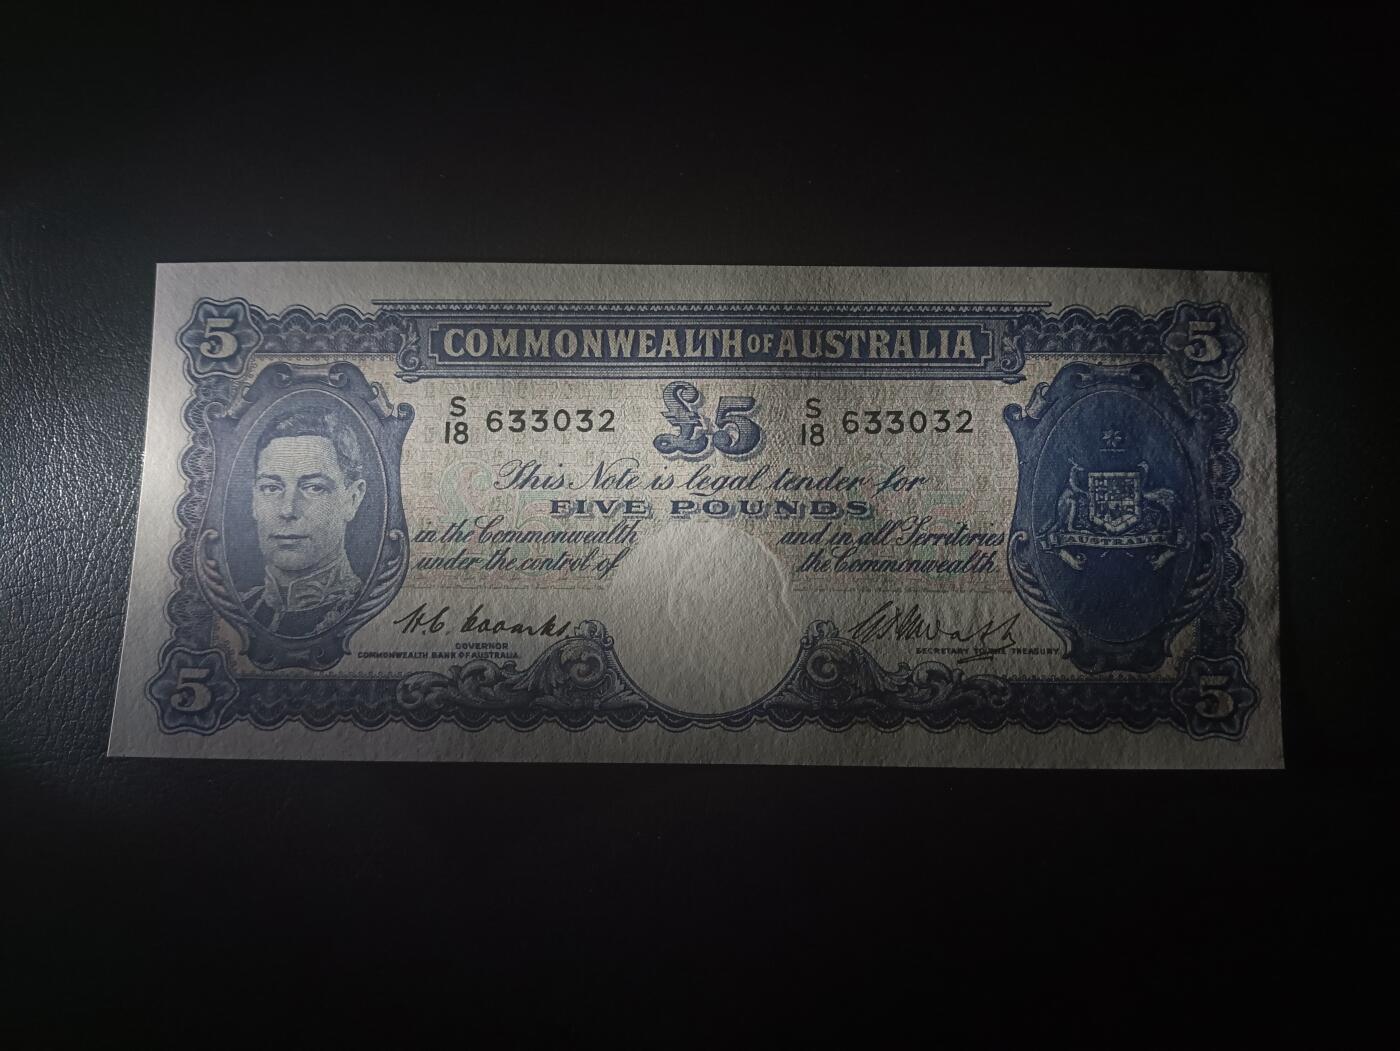 5
5
COMMONWEALTH OF AUSTRALIA
S/18 633032 £5 S/18 633032
This Note is legal tender for
FIVE POUNDS
in the Commonwealth and in all Territories
under the control of the Commonwealth.
AUSTRALIA
H.C. Coombs
GOVERNOR
COMMONWEALTH BANK OF AUSTRALIA.
SECRETARY TO THE TREASURY.
5
5